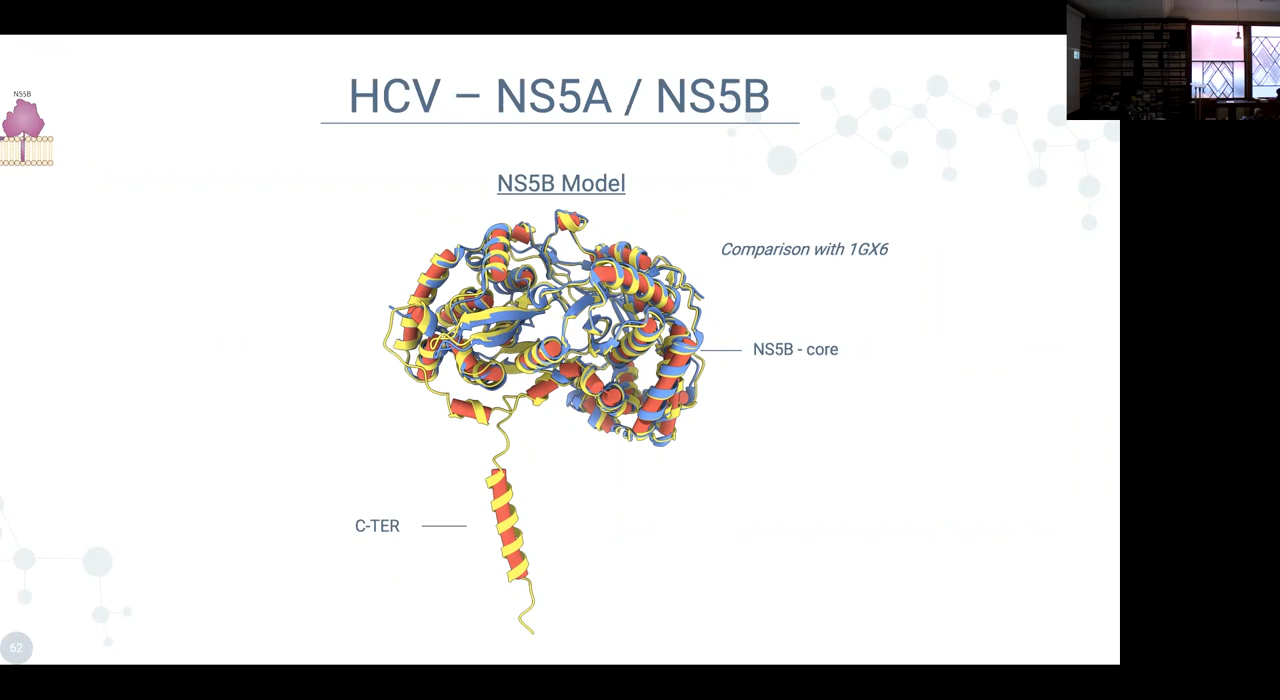 HCV – NS5A / NS5B
NS5B
NS5B Model
Comparison with 1GX6
NS5B - core
C-TER
62